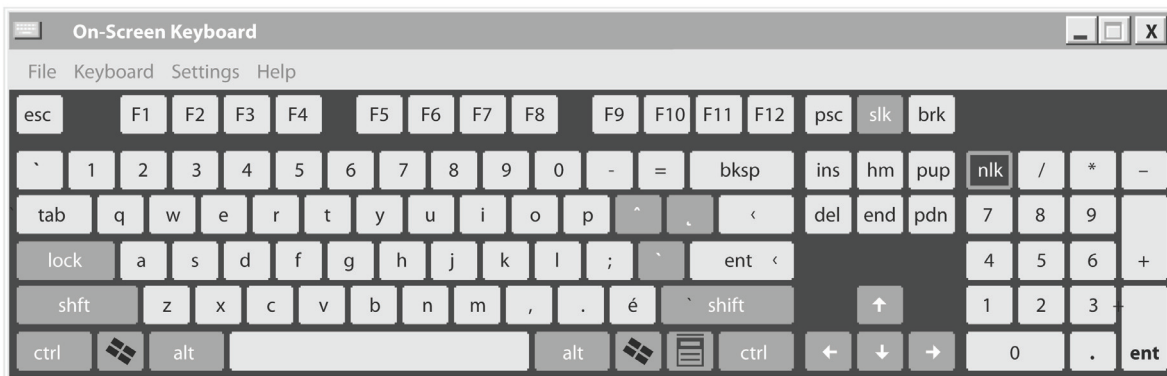 On-Screen Keyboard X
File Keyboard Settings Help
esc F1 F2 F3 F4 F5 F6 F7 F8 F9 F10 F11 F12 psc slk brk
` 1 2 3 4 5 6 7 8 9 0 - = bksp ins hm pup nlk / * –
tab q w e r t y u i o p ˆ ˛ ‹ del end pdn 7 8 9
lock a s d f g h j k l ; ` ent ‹ 4 5 6 +
shft z x c v b n m , . é ` shift 1 2 3 +
ctrl alt alt ctrl 0 . ent